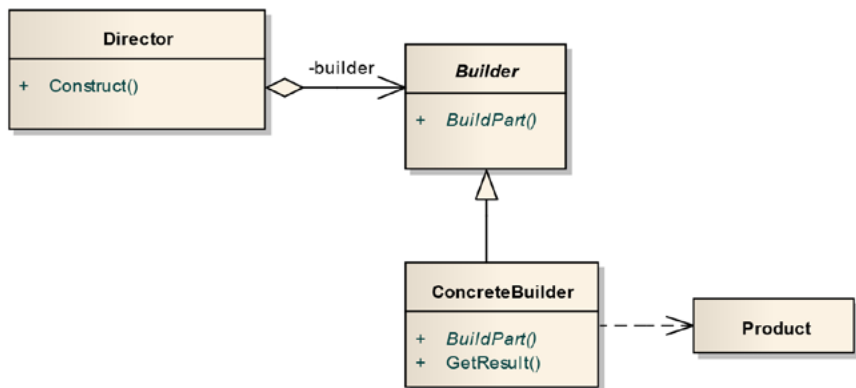 Director
+ Construct()
-builder
Builder
+ BuildPart()
ConcreteBuilder
+ BuildPart()
+ GetResult()
Product